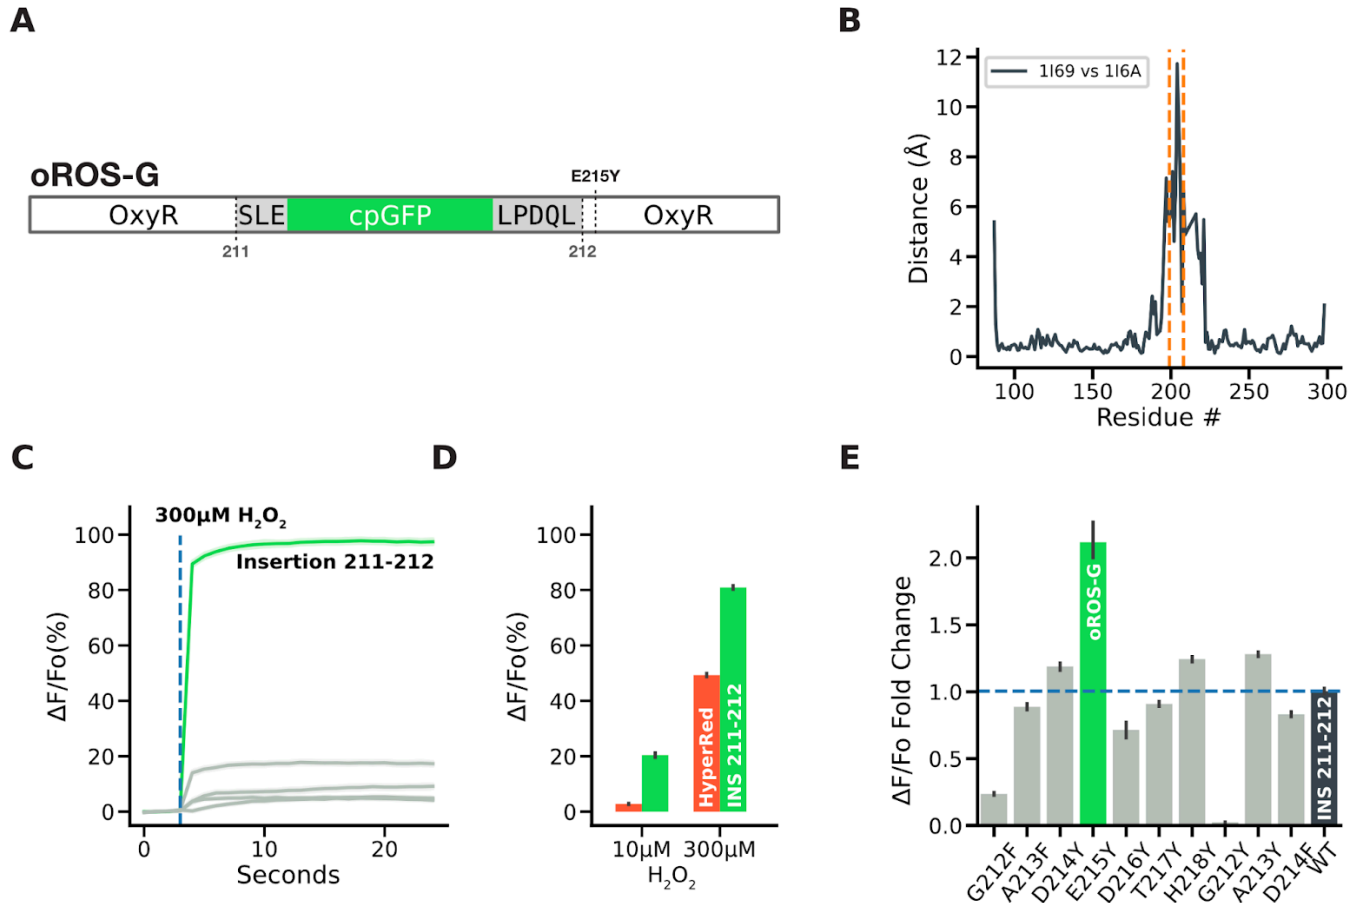 A
oROS-G
E215Y
OxyR
SLE
cpGFP
LPDQL
OxyR
211
212
B
12
10
8
6
4
2
0
Distance (Å)
1I69 vs 1I6A
100
150
200
250
300
Residue #
C
300µM H₂O₂
Insertion 211-212
100
80
60
40
20
0
ΔF/Fo(%)
0
10
20
Seconds
D
100
80
60
40
20
0
ΔF/Fo(%)
HyperRed
INS 211-212
10µM
300µM
H₂O₂
E
2.0
1.5
1.0
0.5
0.0
ΔF/Fo Fold Change
oROS-G
INS 211-212
G212F
A213F
D214Y
E215Y
D216Y
T217Y
H218Y
G212Y
A213Y
D214F
WT